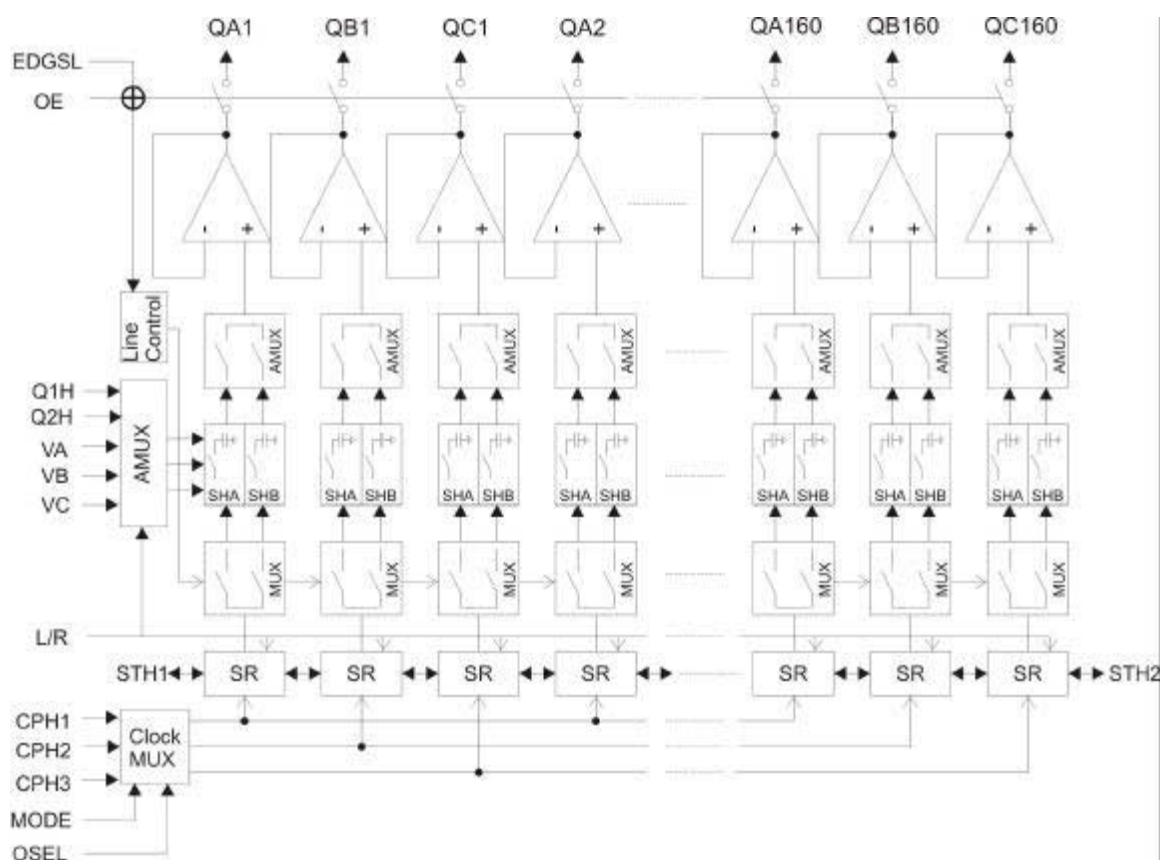 QA1 QB1 QC1 QA2 QA160 QB160 QC160
EDGSL
OE
- + - + - + - + - + - + - +
Line Control
AMUX AMUX AMUX AMUX AMUX AMUX AMUX
Q1H
Q2H
VA
VB
VC
AMUX
SHA SHB SHA SHB SHA SHB SHA SHB SHA SHB SHA SHB SHA SHB
MUX MUX MUX MUX MUX MUX MUX
L/R
STH1 SR SR SR SR SR SR SR STH2
CPH1
CPH2
CPH3
Clock
MUX
MODE
OSEL